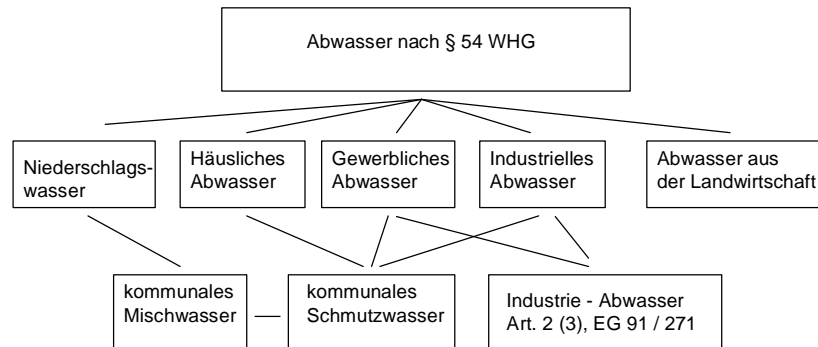 Abwasser nach § 54 WHG
Niederschlags-
wasser
Häusliches
Abwasser
Gewerbliches
Abwasser
Industrielles
Abwasser
Abwasser aus
der Landwirtschaft
kommunales
Mischwasser
kommunales
Schmutzwasser
Industrie - Abwasser
Art. 2 (3), EG 91 / 271